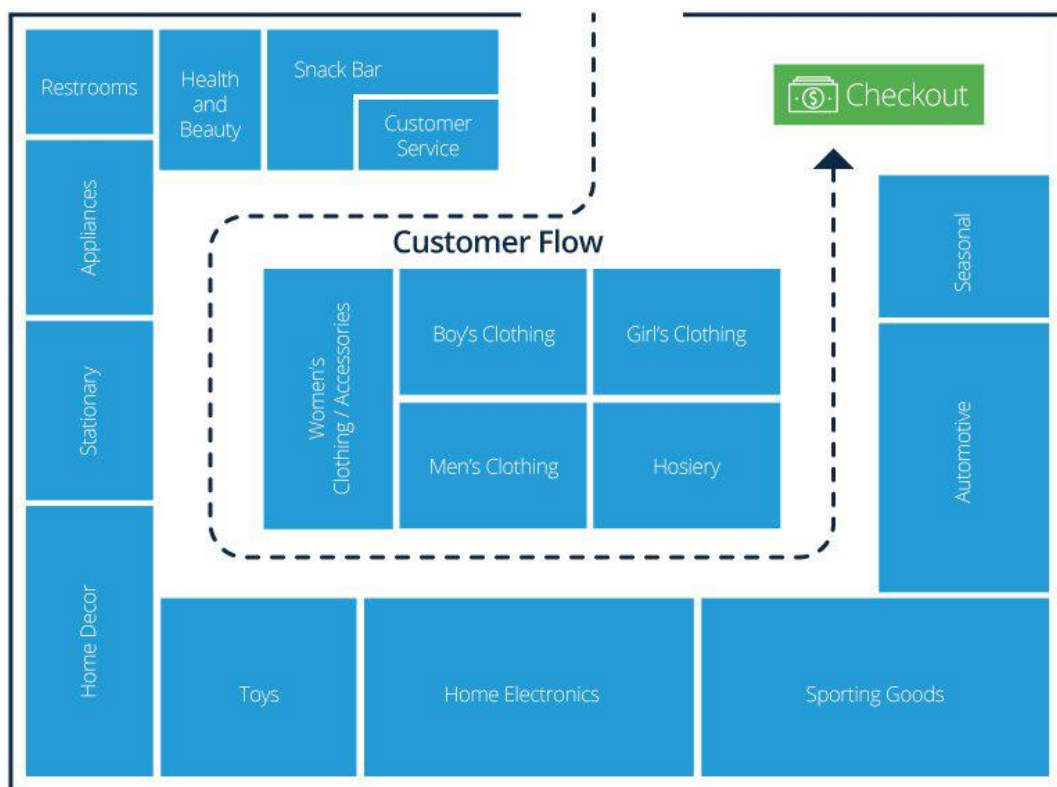 Restrooms
Health
and
Beauty
Snack Bar
Customer
Service
$ Checkout
Appliances
Customer Flow
Seasonal
Women's
Clothing / Accessories
Boy's Clothing
Girl's Clothing
Stationary
Men's Clothing
Hosiery
Automotive
Home Decor
Toys
Home Electronics
Sporting Goods